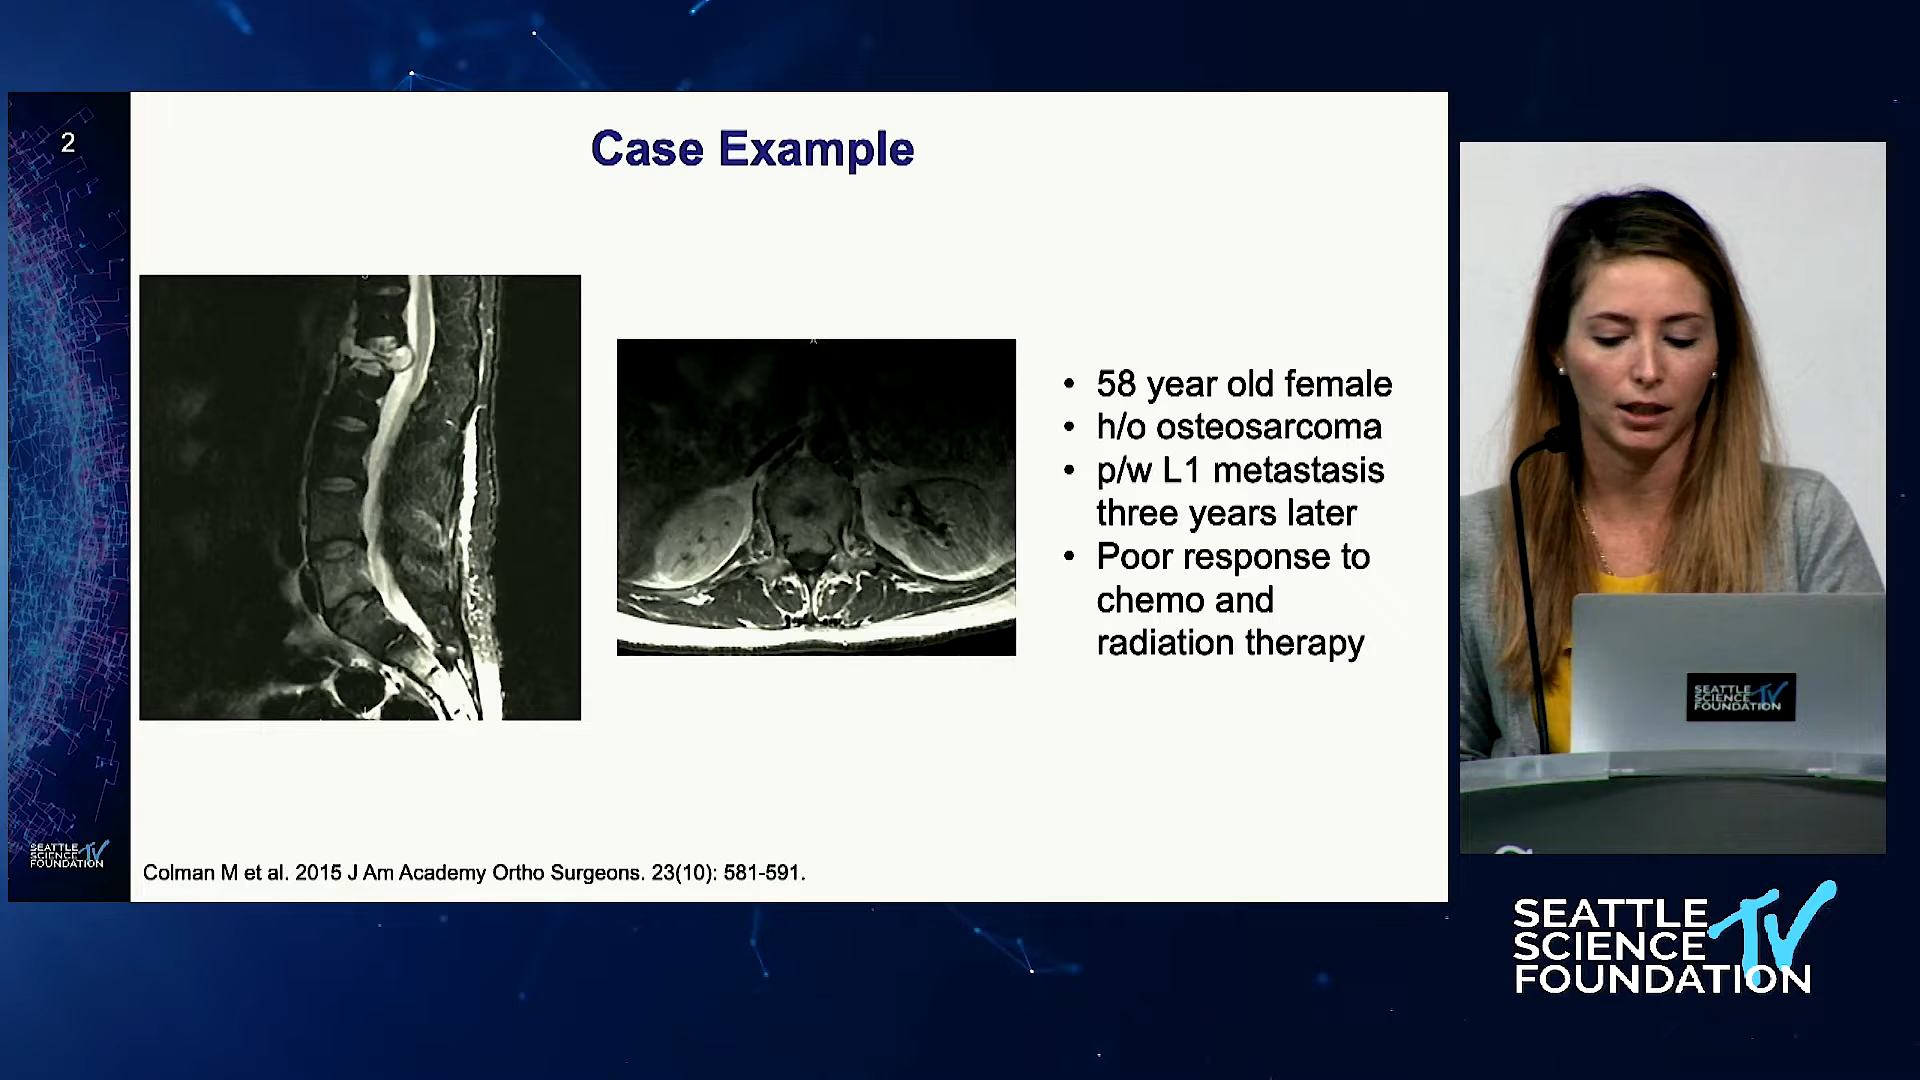 2
Case Example
• 58 year old female
• h/o osteosarcoma
• p/w L1 metastasis
three years later
• Poor response to
chemo and
radiation therapy
Colman M et al. 2015 J Am Academy Ortho Surgeons. 23(10): 581-591.
SEATTLE
SCIENCE TV
FOUNDATION
SEATTLE
SCIENCE TV
FOUNDATION
SEATTLE
SCIENCE TV
FOUNDATION